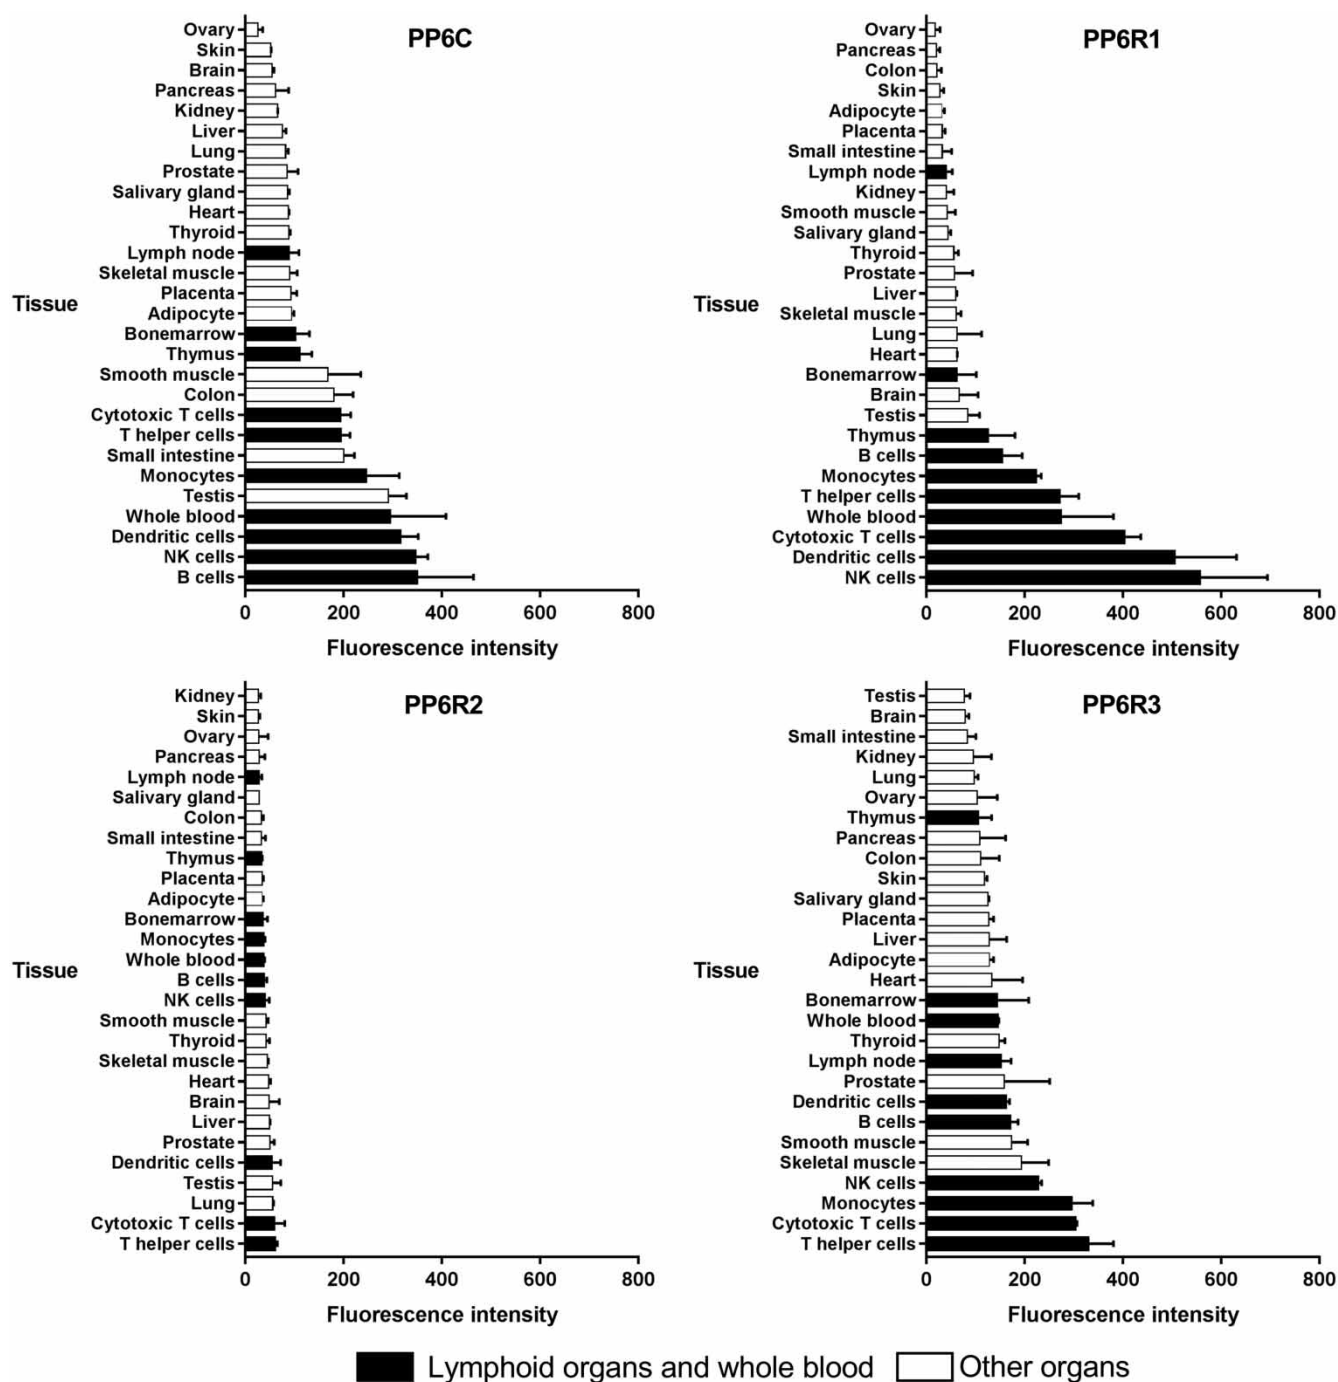 PP6C
Ovary
Skin
Brain
Pancreas
Kidney
Liver
Lung
Prostate
Salivary gland
Heart
Thyroid
Lymph node
Skeletal muscle
Placenta
Tissue
Adipocyte
Bonemarrow
Thymus
Smooth muscle
Colon
Cytotoxic T cells
T helper cells
Small intestine
Monocytes
Testis
Whole blood
Dendritic cells
NK cells
B cells
0 200 400 600 800
Fluorescence intensity
PP6R1
Ovary
Pancreas
Colon
Skin
Adipocyte
Placenta
Small intestine
Lymph node
Kidney
Smooth muscle
Salivary gland
Thyroid
Prostate
Liver
Tissue
Skeletal muscle
Lung
Heart
Bonemarrow
Brain
Testis
Thymus
B cells
Monocytes
T helper cells
Whole blood
Cytotoxic T cells
Dendritic cells
NK cells
0 200 400 600 800
Fluorescence intensity
PP6R2
Kidney
Skin
Ovary
Pancreas
Lymph node
Salivary gland
Colon
Small intestine
Thymus
Placenta
Adipocyte
Bonemarrow
Monocytes
Whole blood
Tissue
B cells
NK cells
Smooth muscle
Thyroid
Skeletal muscle
Heart
Brain
Liver
Prostate
Dendritic cells
Testis
Lung
Cytotoxic T cells
T helper cells
0 200 400 600 800
Fluorescence intensity
PP6R3
Testis
Brain
Small intestine
Kidney
Lung
Ovary
Thymus
Pancreas
Colon
Skin
Salivary gland
Placenta
Liver
Adipocyte
Tissue
Heart
Bonemarrow
Whole blood
Thyroid
Lymph node
Prostate
Dendritic cells
B cells
Smooth muscle
Skeletal muscle
NK cells
Monocytes
Cytotoxic T cells
T helper cells
0 200 400 600 800
Fluorescence intensity
Lymphoid organs and whole blood
Other organs